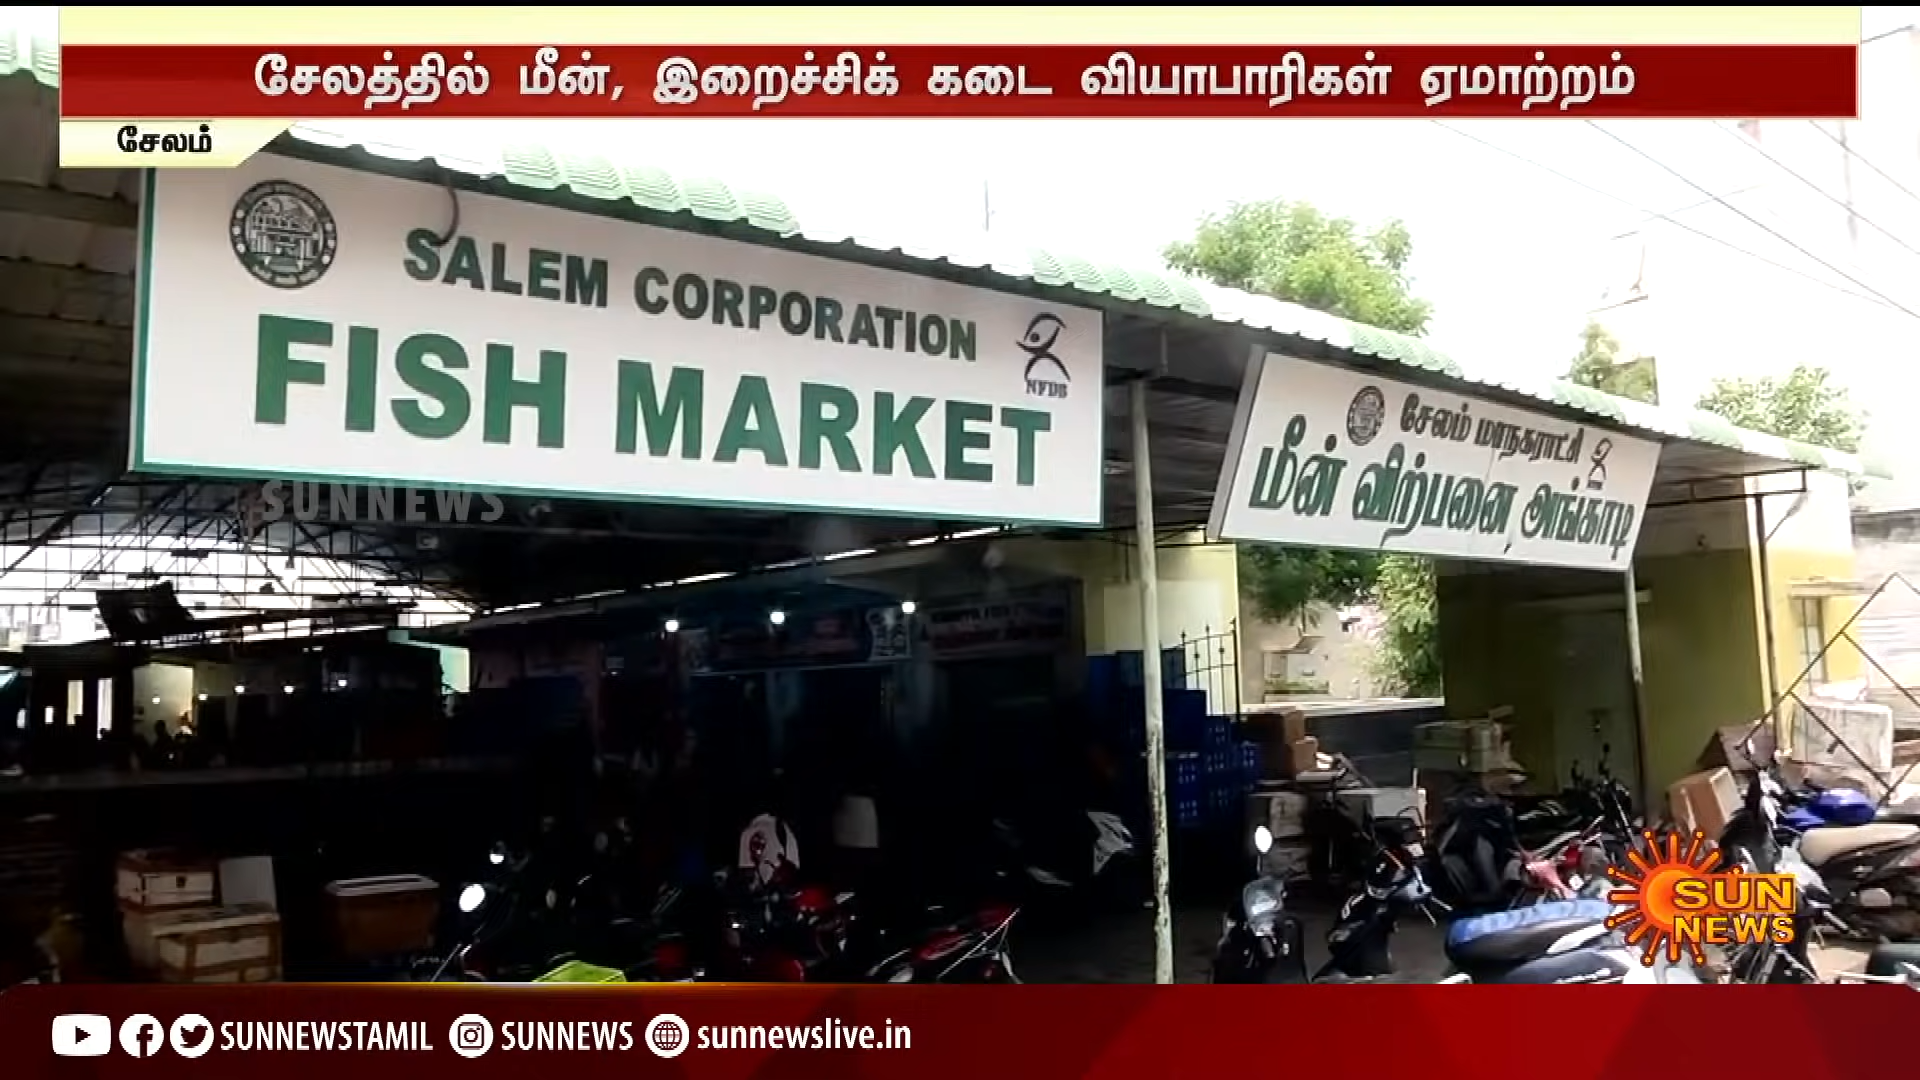 சேலத்தில் மீன், இறைச்சிக் கடை வியாபாரிகள் ஏமாற்றம்
சேலம்
SALEM CORPORATION
FISH MARKET
NFDB
சேலம் மாநகராட்சி
மீன் விற்பனை அங்காடி
SUNNEWS
SUN
NEWS
SUNNEWSTAMIL SUNNEWS sunnewslive.in